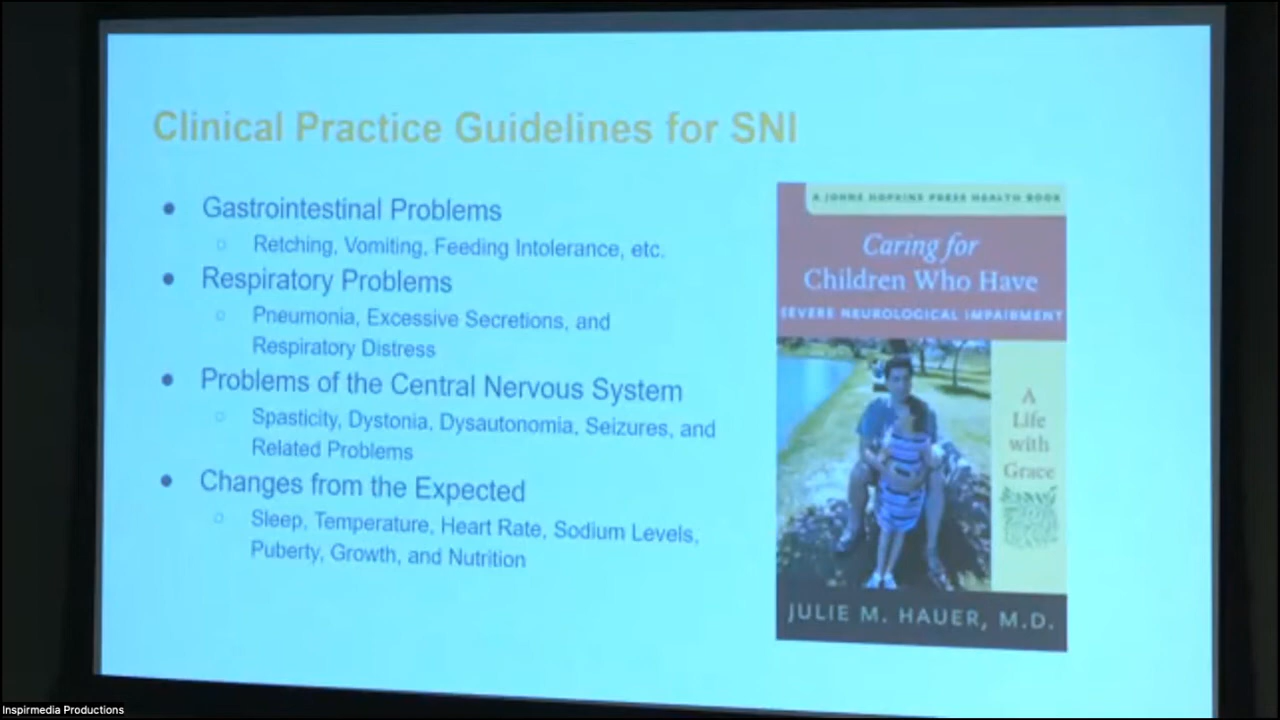 Clinical Practice Guidelines for SNI
• Gastrointestinal Problems
○ Retching, Vomiting, Feeding Intolerance, etc.
• Respiratory Problems
○ Pneumonia, Excessive Secretions, and
Respiratory Distress
• Problems of the Central Nervous System
○ Spasticity, Dystonia, Dysautonomia, Seizures, and
Related Problems
• Changes from the Expected
○ Sleep, Temperature, Heart Rate, Sodium Levels,
Puberty, Growth, and Nutrition
A JOHNS HOPKINS PRESS HEALTH BOOK
Caring for
Children Who Have
SEVERE NEUROLOGICAL IMPAIRMENT
A
Life
with
Grace
JULIE M. HAUER, M.D.
Inspirmedia Productions